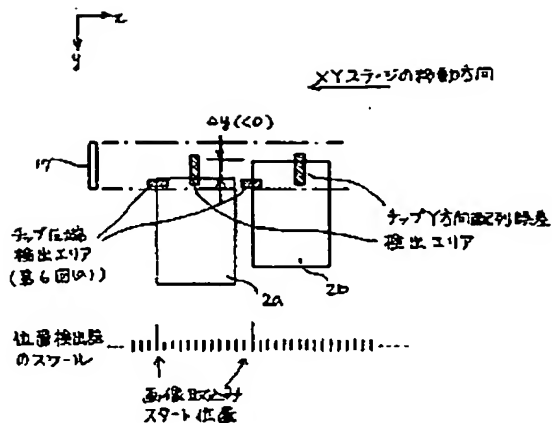 x
y
XYステージの移動方向
Δy(<0)
17
チップ左端
検出エリア
(第6図(a))
チップY方向配列誤差
検出エリア
2a
2b
位置検出器
のスケール
画像取込み
スタート位置